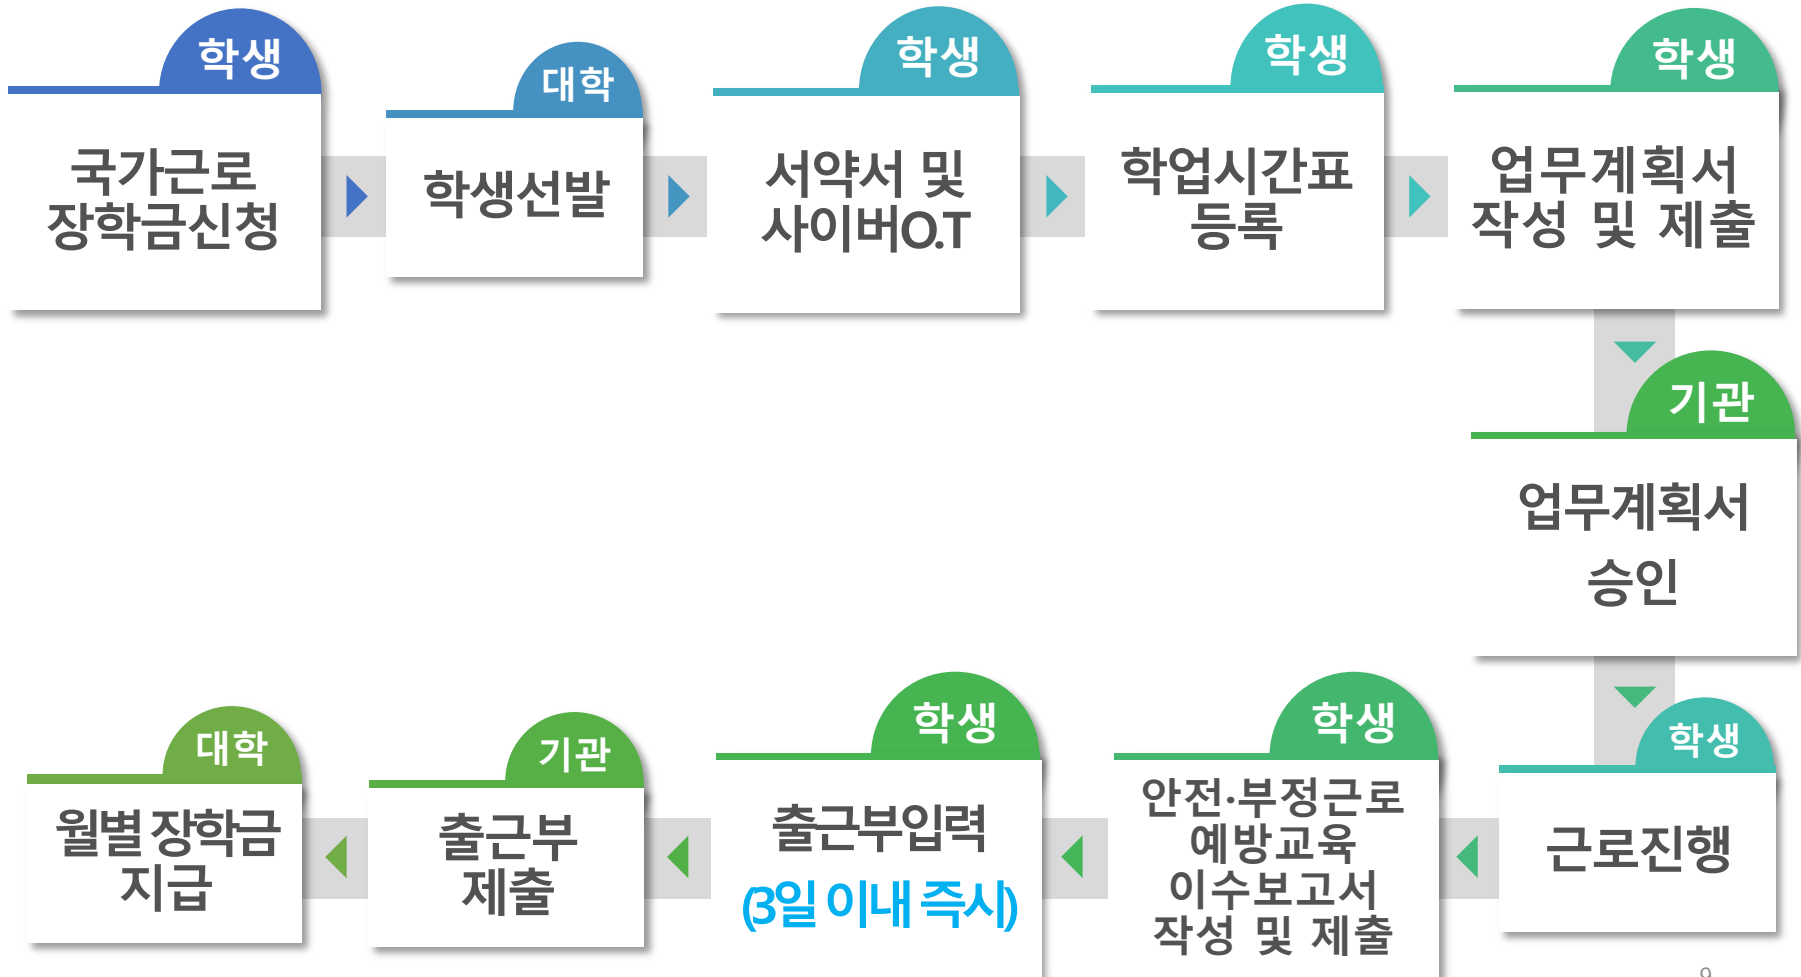 학생
국가근로
장학금신청
대학
학생선발
학생
서약서 및
사이버O.T
학생
학업시간표
등록
학생
업무계획서
작성 및 제출
기관
업무계획서
승인
학생
근로진행
학생
안전·부정근로
예방교육
이수보고서
작성 및 제출
학생
출근부입력
(3일 이내 즉시)
기관
출근부
제출
대학
월별 장학금
지급